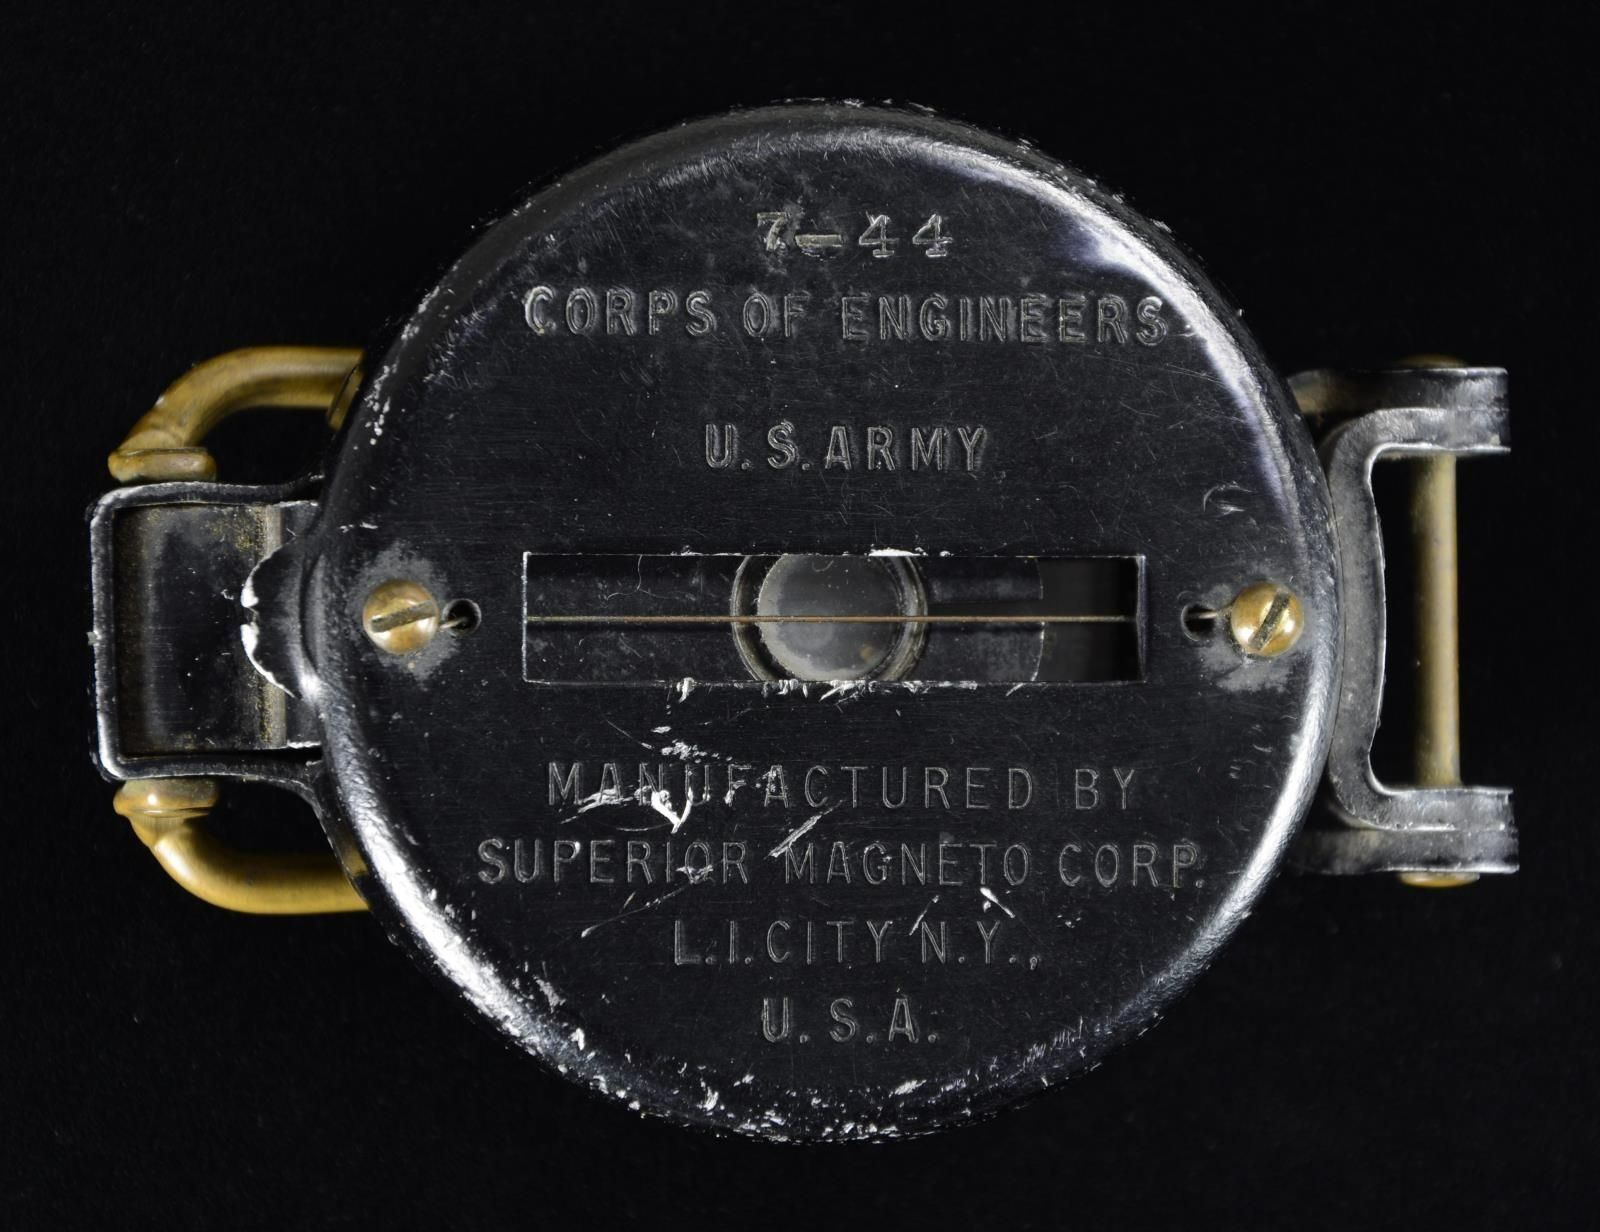 7-44
CORPS OF ENGINEERS
U.S.ARMY
MANUFACTURED BY
SUPERIOR MAGNETO CORP.
L.I.CITY N.Y.,
U.S.A.